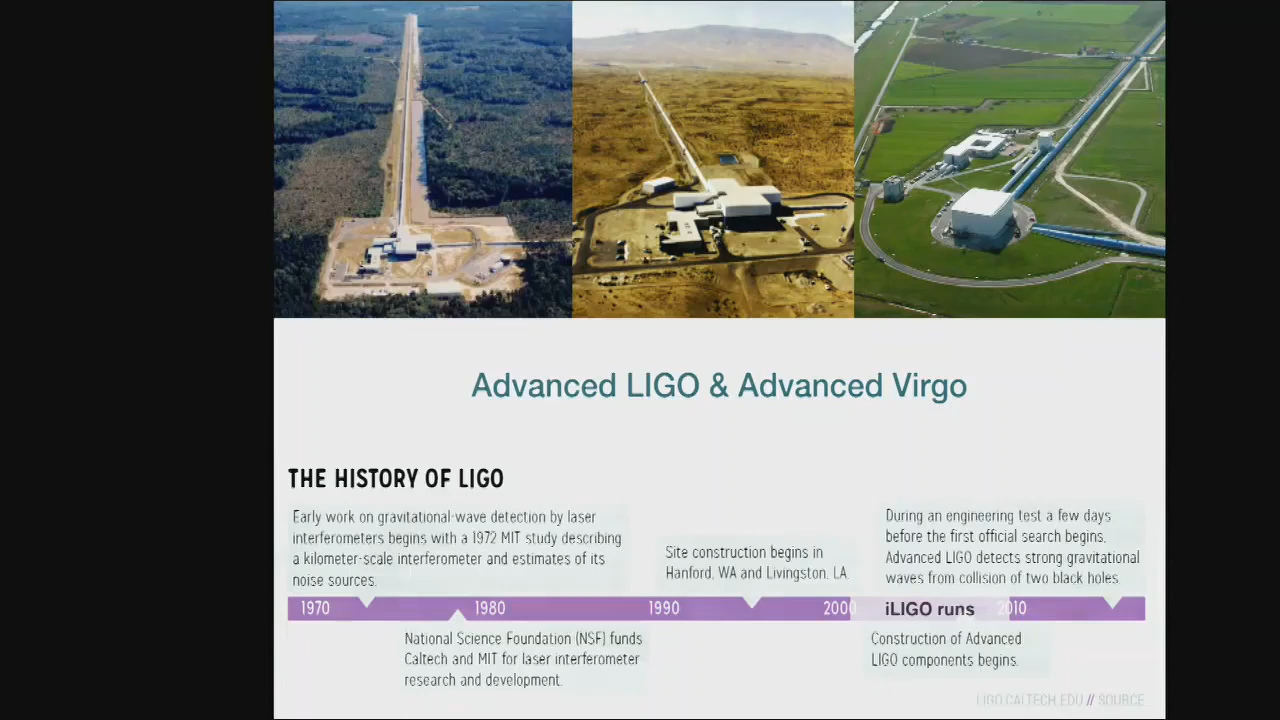 Advanced LIGO & Advanced Virgo
THE HISTORY OF LIGO
Early work on gravitational-wave detection by laser
interferometers begins with a 1972 MIT study describing
a kilometer-scale interferometer and estimates of its
noise sources.
Site construction begins in
Hanford, WA and Livingston, LA.
During an engineering test a few days
before the first official search begins,
Advanced LIGO detects strong gravitational
waves from collision of two black holes.
1970 1980 1990 2000 iLIGO runs 2010
National Science Foundation (NSF) funds
Caltech and MIT for laser interferometer
research and development.
Construction of Advanced
LIGO components begins.
LIGO.CALTECH.EDU // SOURCE